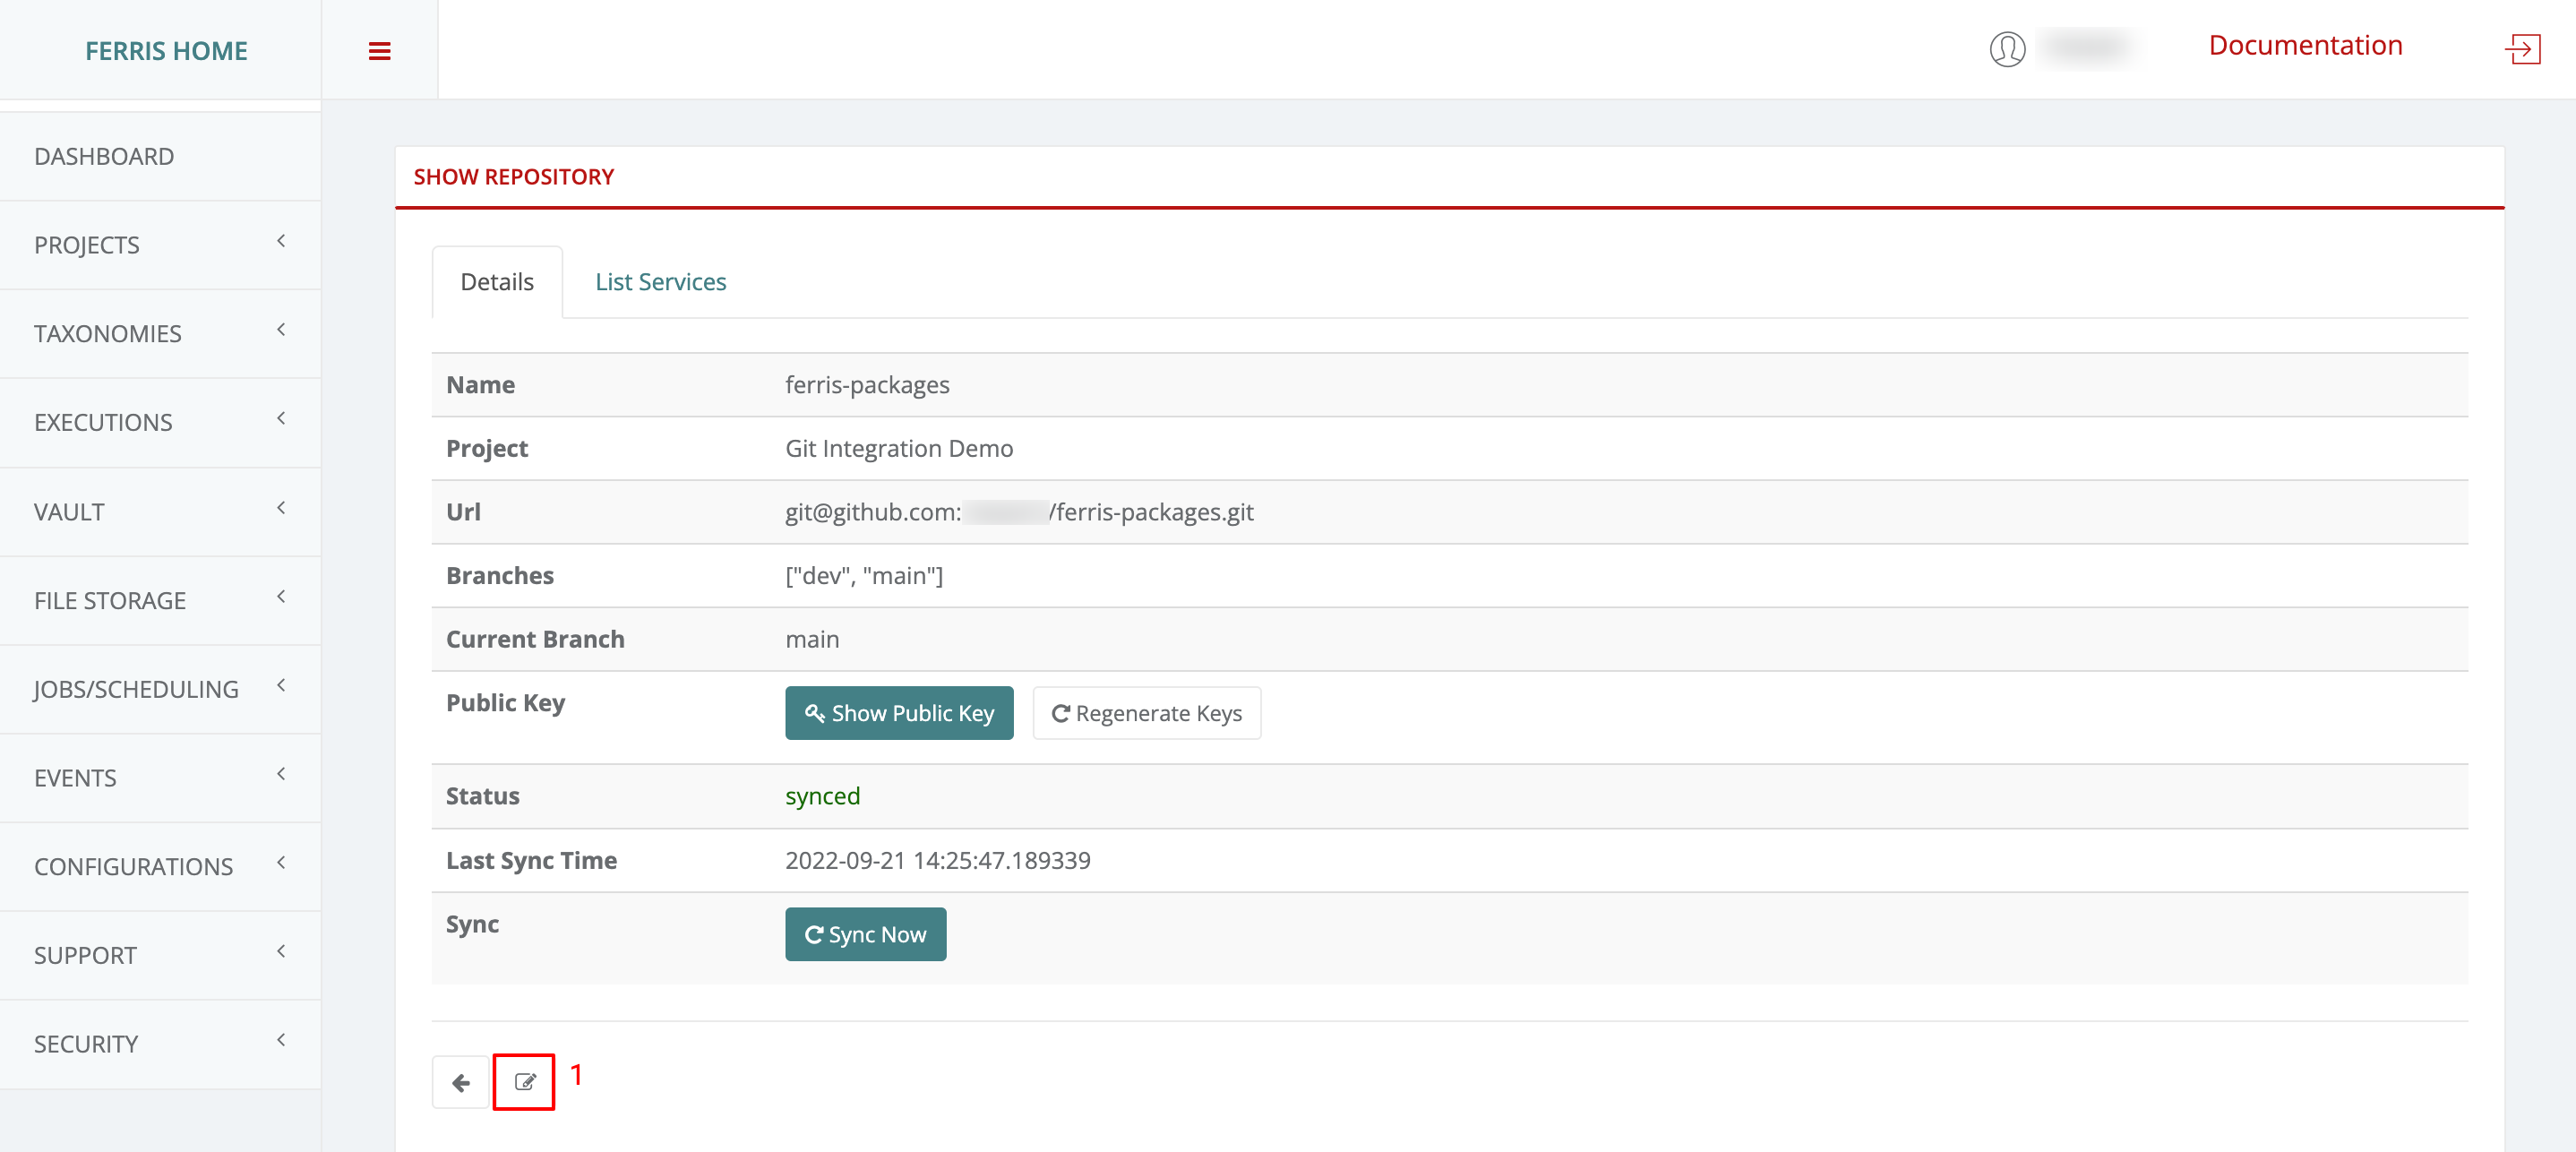 FERRIS HOME
Documentation
DASHBOARD
PROJECTS
TAXONOMIES
EXECUTIONS
VAULT
FILE STORAGE
JOBS/SCHEDULING
EVENTS
CONFIGURATIONS
SUPPORT
SECURITY
SHOW REPOSITORY
Details List Services
Name ferris-packages
Project Git Integration Demo
Url git@github.com: /ferris-packages.git
Branches ["dev", "main"]
Current Branch main
Public Key Show Public Key Regenerate Keys
Status synced
Last Sync Time 2022-09-21 14:25:47.189339
Sync Sync Now
1